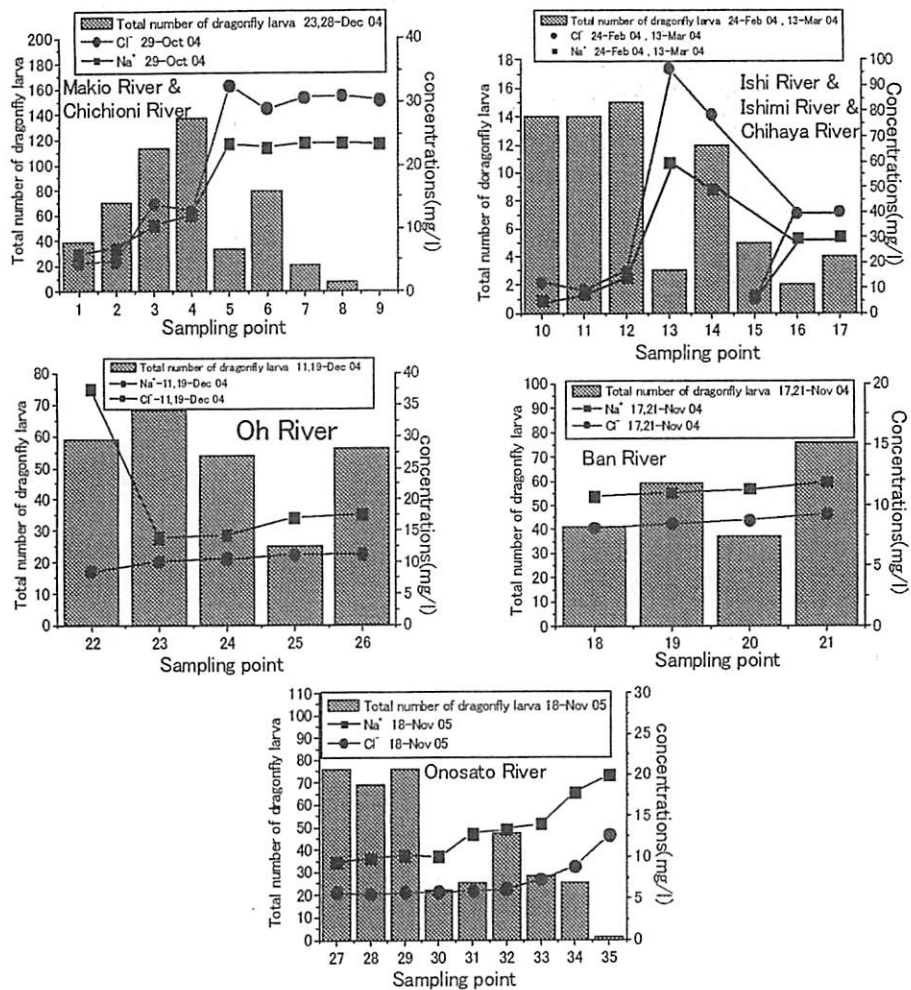 Total number of dragonfly larva 23,28-Dec 04
Cl⁻ 29-Oct 04
Na⁺ 29-Oct 04
Makio River &
Chichioni River
Total number of dragonfly larva
200
180
160
140
120
100
80
60
40
20
0
concentrations(mg/l)
40
30
20
10
0
1 2 3 4 5 6 7 8 9
Sampling point
Total number of dragonfly larva 24-Feb 04 , 13-Mar 04
Cl⁻ 24-Feb 04 , 13-Mar 04
Na⁺ 24-Feb 04 , 13-Mar 04
Ishi River &
Ishimi River &
Chihaya River
Total number of doragonfly larva
18
16
14
12
10
8
6
4
2
0
Concentrations(mg/l)
100
90
80
70
60
50
40
30
20
10
0
10 11 12 13 14 15 16 17
Sampling point
Total number of dragonfly larva 11,19-Dec 04
Na⁺-11,19-Dec 04
Cl⁻-11,19-Dec 04
Oh River
Total number of dragonfly larva
80
70
60
50
40
30
20
10
0
concentrations(mg/l)
40
35
30
25
20
15
10
5
0
22 23 24 25 26
Sampling point
Total number of dragonfly larva 17,21-Nov 04
Na⁺ 17,21-Nov 04
Cl⁻ 17,21-Nov 04
Ban River
Total number of dragonfly larva
100
90
80
70
60
50
40
30
20
10
0
Concentrations(mg/l)
20
15
10
5
0
18 19 20 21
Sampling point
Total number of dragonfly larva 18-Nov 05
Na⁺ 18-Nov 05
Cl⁻ 18-Nov 05
Onosato River
Total number of dragonfly larva
110
100
90
80
70
60
50
40
30
20
10
0
concentrations(mg/l)
30
25
20
15
10
5
0
27 28 29 30 31 32 33 34 35
Sampling point